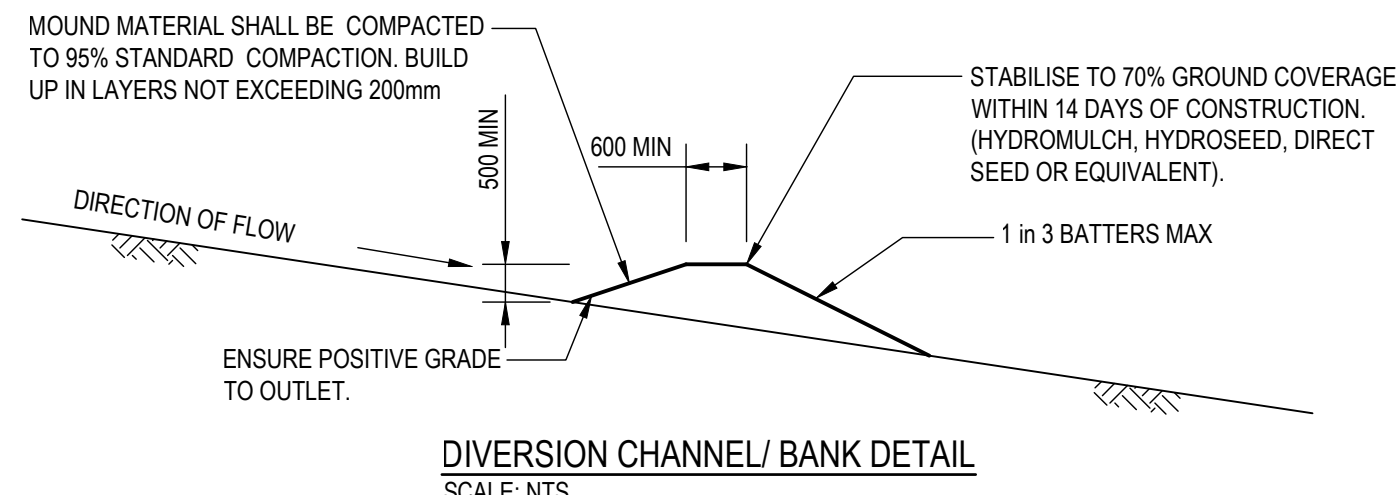 MOUND MATERIAL SHALL BE COMPACTED
TO 95% STANDARD COMPACTION. BUILD
UP IN LAYERS NOT EXCEEDING 200mm
500 MIN
600 MIN
STABILISE TO 70% GROUND COVERAGE
WITHIN 14 DAYS OF CONSTRUCTION.
(HYDROMULCH, HYDROSEED, DIRECT
SEED OR EQUIVALENT).
DIRECTION OF FLOW
1 in 3 BATTERS MAX
ENSURE POSITIVE GRADE
TO OUTLET.
DIVERSION CHANNEL/ BANK DETAIL
SCALE: NTS